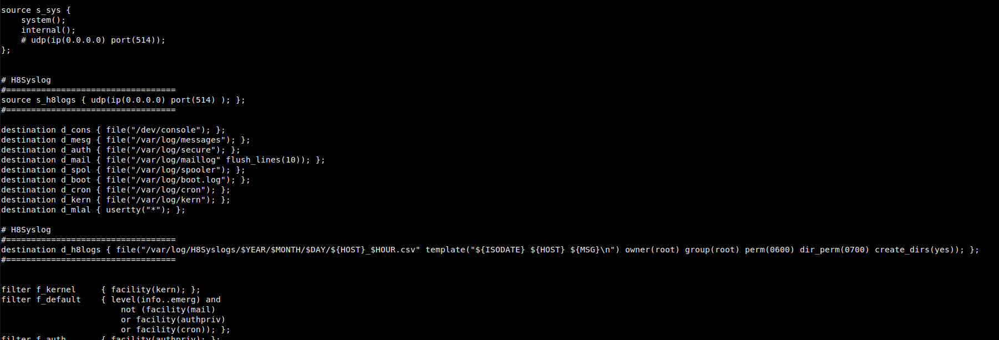 source s_sys {
    system();
    internal();
    # udp(ip(0.0.0.0) port(514));
};
# H8Syslog
#==================================
source s_h8logs { udp(ip(0.0.0.0) port(514) ); };
#==================================
destination d_cons { file("/dev/console"); };
destination d_mesg { file("/var/log/messages"); };
destination d_auth { file("/var/log/secure"); };
destination d_mail { file("/var/log/maillog" flush_lines(10)); };
destination d_spol { file("/var/log/spooler"); };
destination d_boot { file("/var/log/boot.log"); };
destination d_cron { file("/var/log/cron"); };
destination d_kern { file("/var/log/kern"); };
destination d_mlal { usertty("*"); };
# H8Syslog
#==================================
destination d_h8logs { file("/var/log/H8Syslogs/$YEAR/$MONTH/$DAY/${HOST}_$HOUR.csv" template("${ISODATE} ${HOST} ${MSG}\n") owner(root) group(root) perm(0600) dir_perm(0700) create_dirs(yes)); };
#==================================
filter f_kernel     { facility(kern); };
filter f_default    { level(info..emerg) and
                        not (facility(mail)
                        or facility(authpriv)
                        or facility(cron)); };
filter f_auth       { facility(authpriv); };